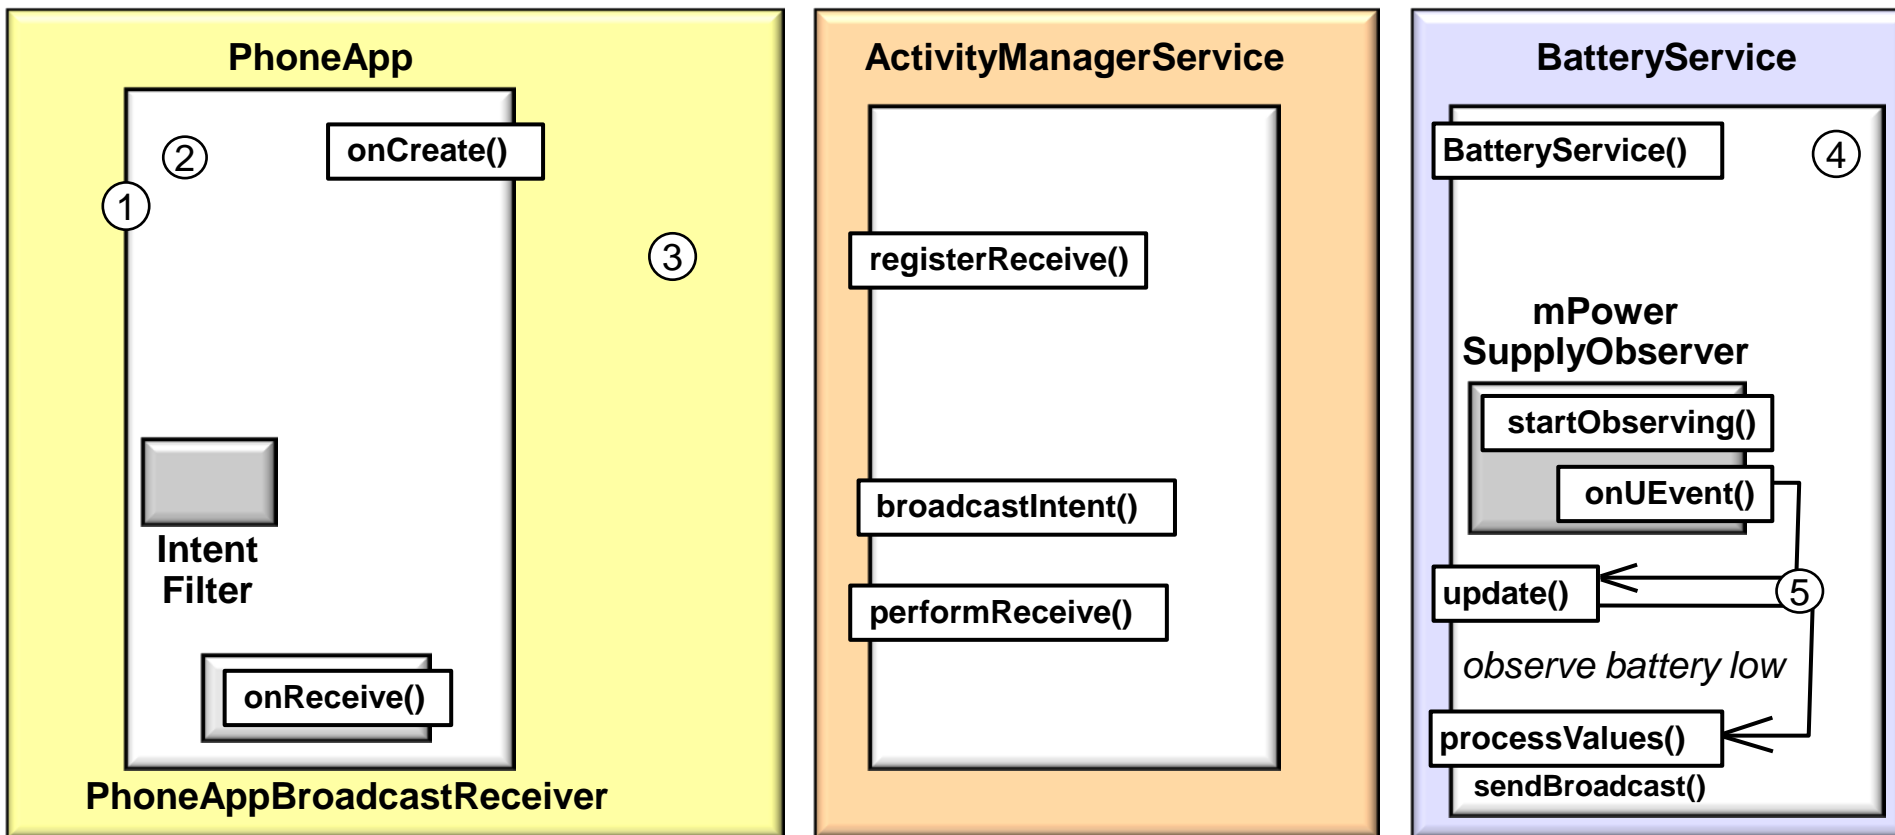 PhoneApp
onCreate()
2
1
3
Intent
Filter
onReceive()
PhoneAppBroadcastReceiver
ActivityManagerService
registerReceive()
broadcastIntent()
performReceive()
BatteryService
BatteryService()
4
mPower
SupplyObserver
startObserving()
onUEvent()
update()
5
observe battery low
processValues()
sendBroadcast()